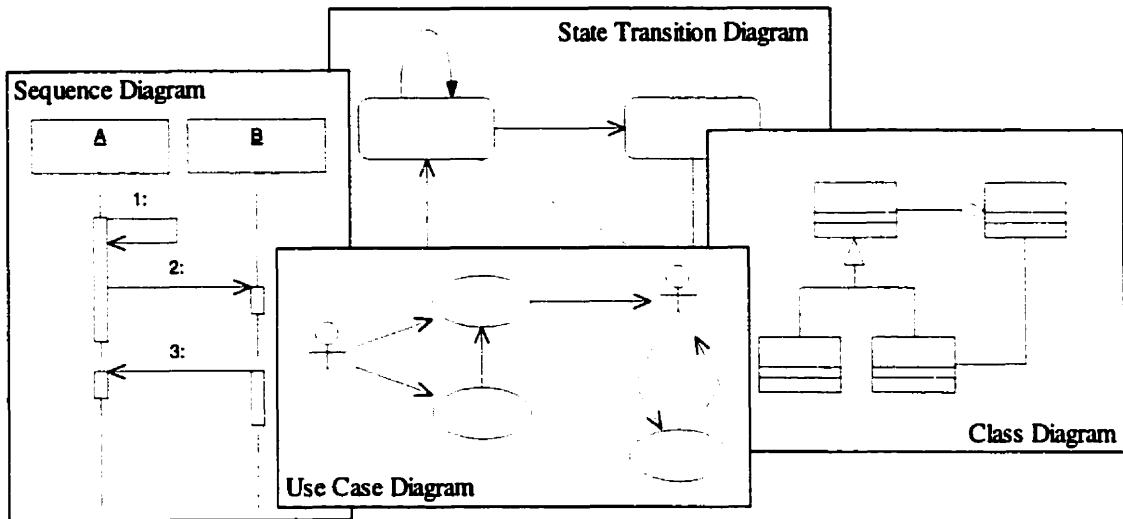 State Transition Diagram
Sequence Diagram
A B
1:
2:
3:
Class Diagram
Use Case Diagram